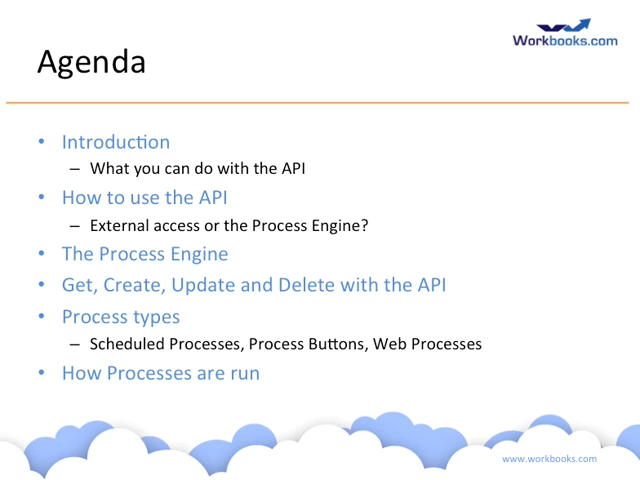 Workbooks.com
Agenda
• Introduction
– What you can do with the API
• How to use the API
– External access or the Process Engine?
• The Process Engine
• Get, Create, Update and Delete with the API
• Process types
– Scheduled Processes, Process Buttons, Web Processes
• How Processes are run
www.workbooks.com